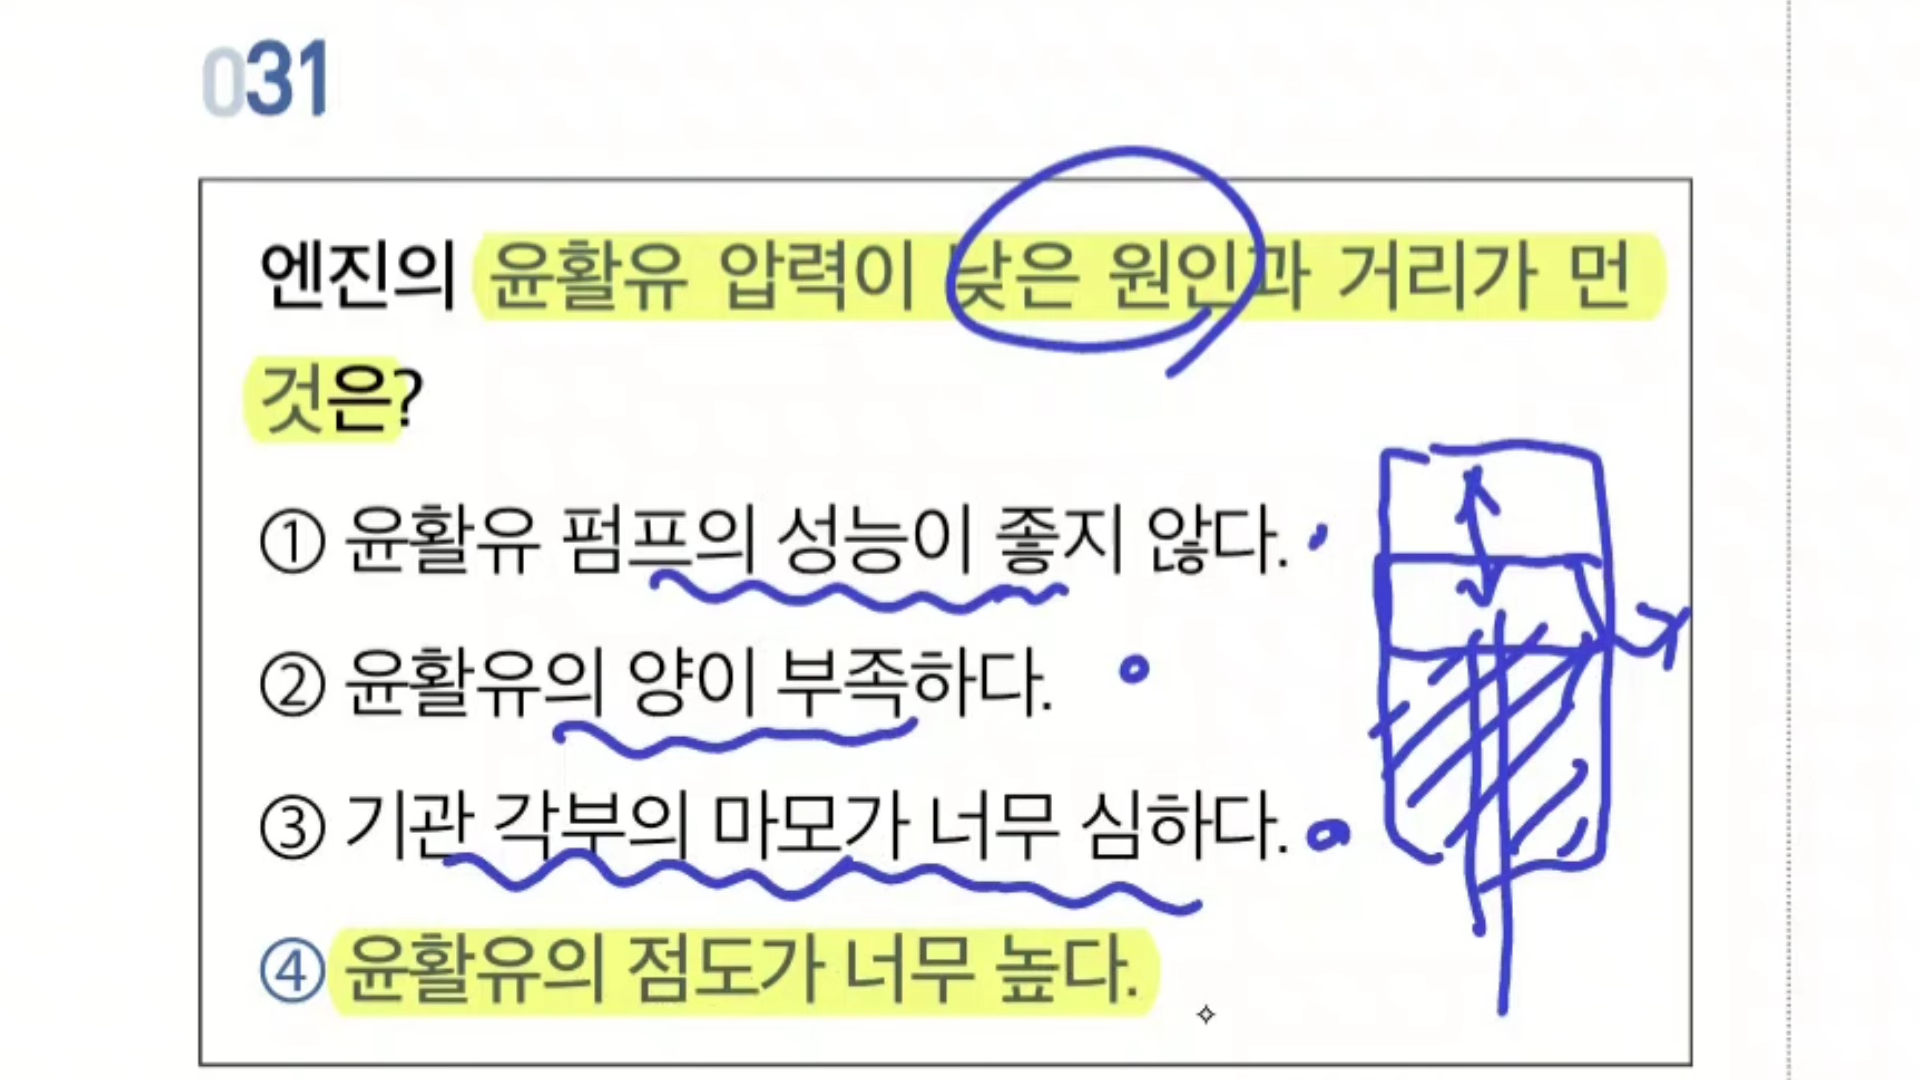 031
엔진의 윤활유 압력이 낮은 원인과 거리가 먼
것은?
① 윤활유 펌프의 성능이 좋지 않다.
② 윤활유의 양이 부족하다.
③ 기관 각부의 마모가 너무 심하다.
④ 윤활유의 점도가 너무 높다.